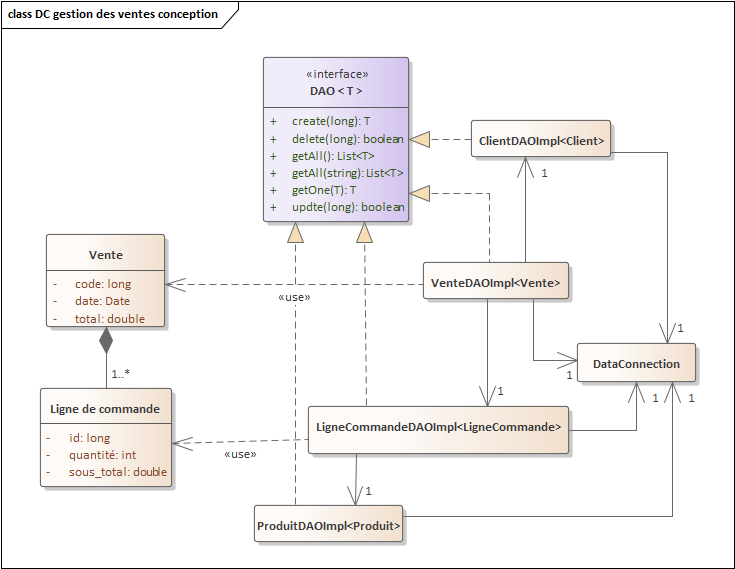 class DC gestion des ventes conception
«interface»
DAO < T >
+ create(long): T
+ delete(long): boolean
+ getAll(): List<T>
+ getAll(string): List<T>
+ getOne(T): T
+ updte(long): boolean
ClientDAOImpl<Client>
1
Vente
- code: long
- date: Date
- total: double
VenteDAOImpl<Vente>
«use»
1
DataConnection
1
1..*
1
1
1
Ligne de commande
- id: long
- quantité: int
- sous_total: double
LigneCommandeDAOImpl<LigneCommande>
«use»
1
ProduitDAOImpl<Produit>